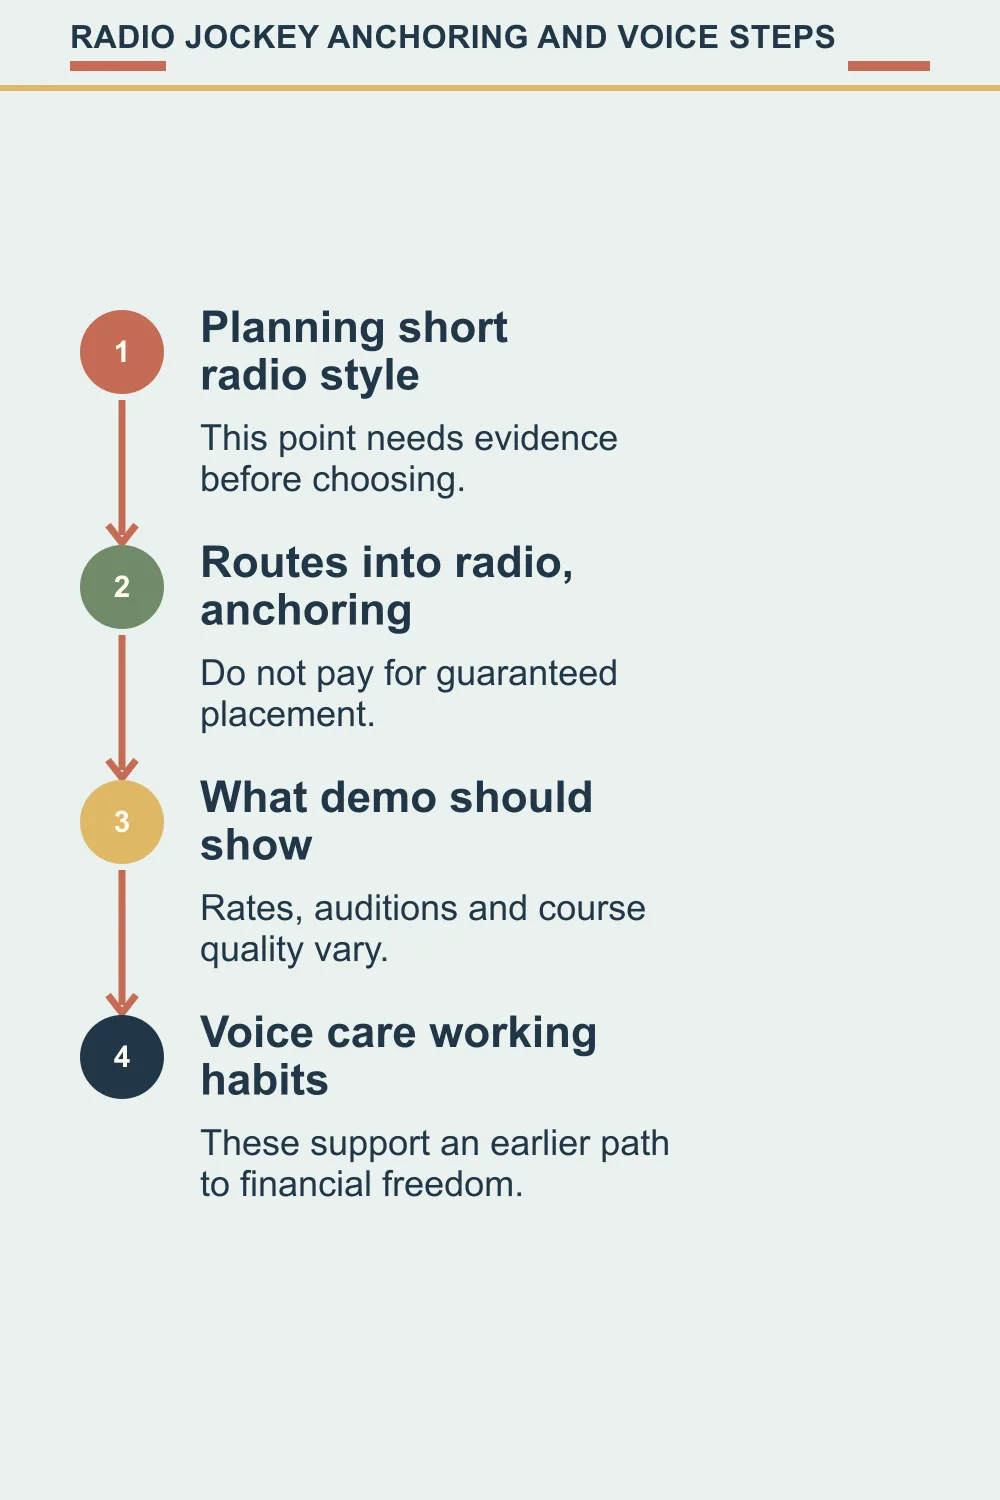 RADIO JOCKEY ANCHORING AND VOICE STEPS
1
Planning short
radio style
This point needs evidence
before choosing.
2
Routes into radio,
anchoring
Do not pay for guaranteed
placement.
3
What demo should
show
Rates, auditions and course
quality vary.
4
Voice care working
habits
These support an earlier path
to financial freedom.